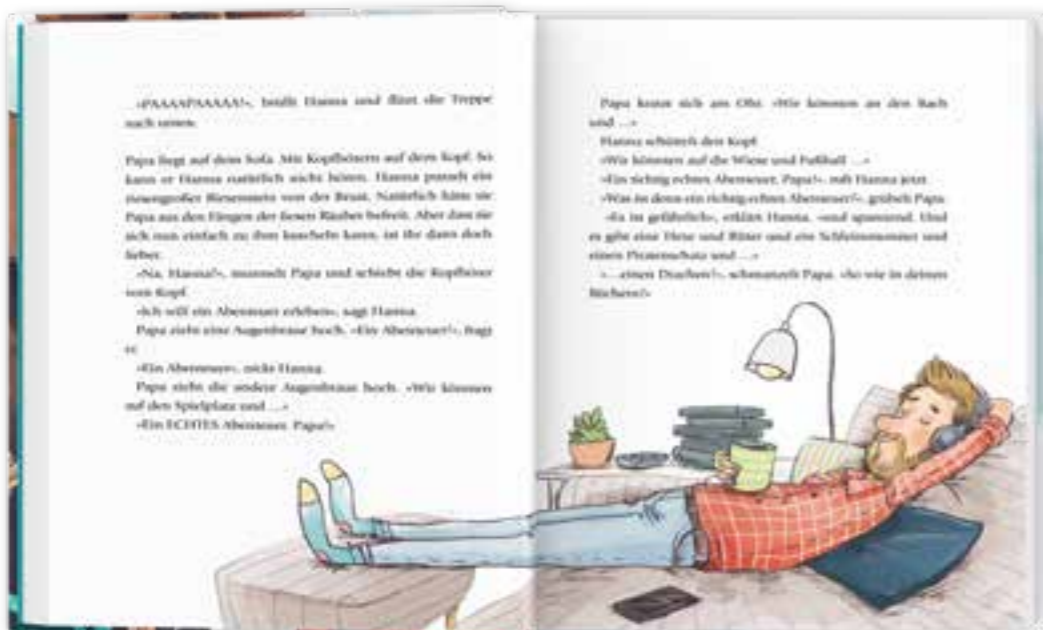 «PAAAAPAAAAA!», brüllt Hanna und flitzt die Treppe
nach unten.
Papa liegt auf dem Sofa. Mit Kopfhörern auf dem Kopf. So
kann er Hanna natürlich nicht hören. Hanna purzelt ein
riesengroßer Riesenstein von der Brust. Natürlich hätte sie
Papa aus den Fängen der fiesen Räuber befreit. Aber dass sie
sich nun einfach zu ihm kuscheln kann, ist ihr dann doch
lieber.
«Na, Hanna?», murmelt Papa und schiebt die Kopfhörer
vom Kopf.
«Ich will ein Abenteuer erleben», sagt Hanna.
Papa zieht eine Augenbraue hoch. «Ein Abenteuer?», fragt
er.
«Ein Abenteuer», nickt Hanna.
Papa zieht die andere Augenbraue hoch. «Wir könnten
auf den Spielplatz und …»
«Ein ECHTES Abenteuer, Papa!»
Papa kratzt sich am Ohr. «Wir könnten an den Bach
und …»
Hanna schüttelt den Kopf.
«Wir könnten auf die Wiese und Fußball …»
«Ein richtig echtes Abenteuer, Papa!», ruft Hanna jetzt.
«Was ist denn ein richtig echtes Abenteuer?», grübelt Papa.
«Es ist gefährlich», erklärt Hanna, «und spannend. Und
es gibt eine Hexe und Ritter und ein Schleimmonster und
einen Piratenschatz und …»
«… einen Drachen?», schmunzelt Papa. «So wie in deinen
Büchern?»